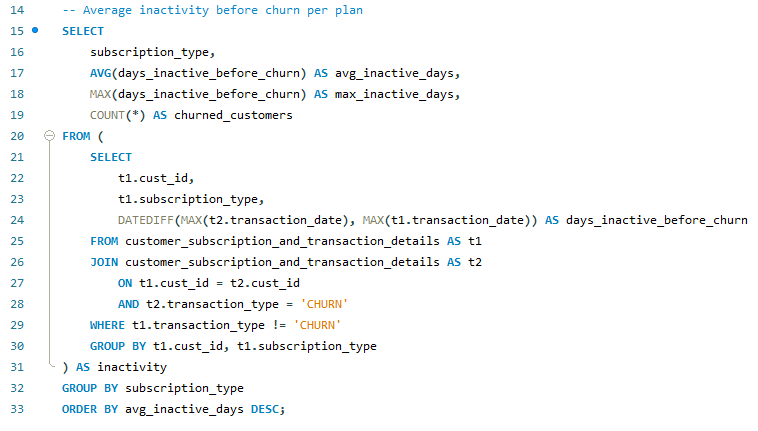 14 -- Average inactivity before churn per plan
15 SELECT
16 subscription_type,
17 AVG(days_inactive_before_churn) AS avg_inactive_days,
18 MAX(days_inactive_before_churn) AS max_inactive_days,
19 COUNT(*) AS churned_customers
20 FROM (
21 SELECT
22 t1.cust_id,
23 t1.subscription_type,
24 DATEDIFF(MAX(t2.transaction_date), MAX(t1.transaction_date)) AS days_inactive_before_churn
25 FROM customer_subscription_and_transaction_details AS t1
26 JOIN customer_subscription_and_transaction_details AS t2
27 ON t1.cust_id = t2.cust_id
28 AND t2.transaction_type = 'CHURN'
29 WHERE t1.transaction_type != 'CHURN'
30 GROUP BY t1.cust_id, t1.subscription_type
31 ) AS inactivity
32 GROUP BY subscription_type
33 ORDER BY avg_inactive_days DESC;